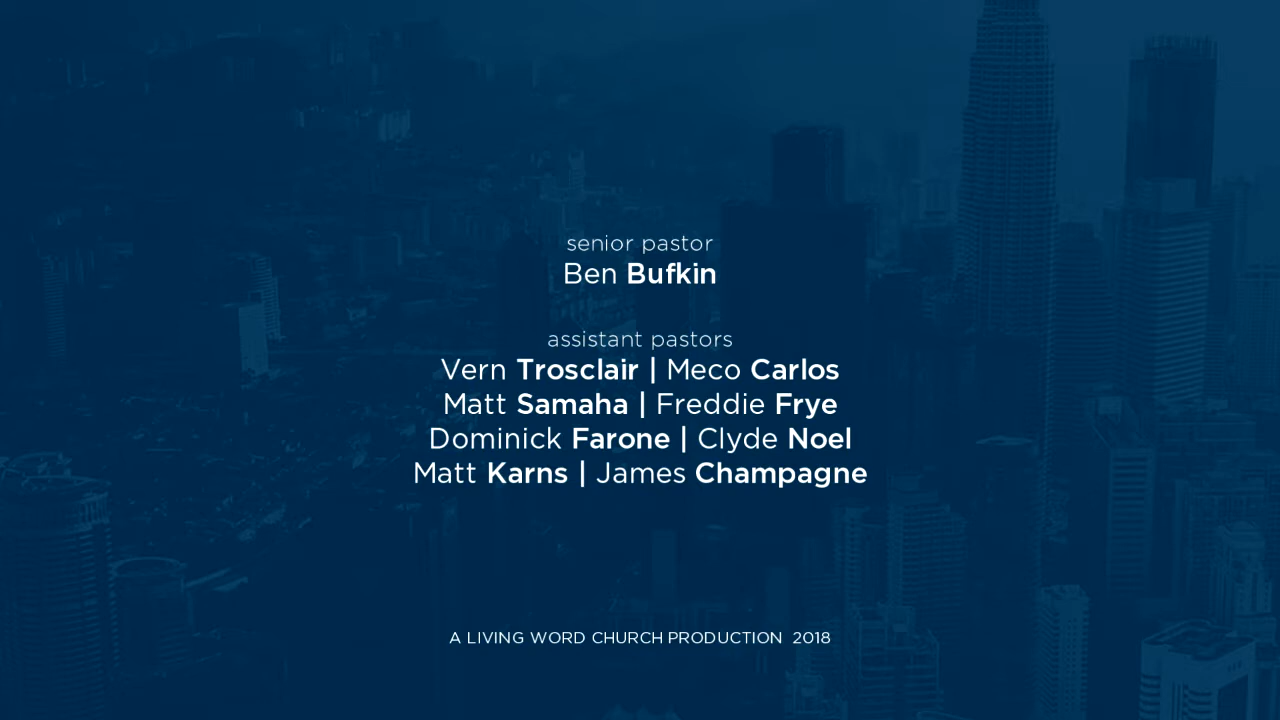 senior pastor
Ben Bufkin
assistant pastors
Vern Trosclair | Meco Carlos
Matt Samaha | Freddie Frye
Dominick Farone | Clyde Noel
Matt Karns | James Champagne
A LIVING WORD CHURCH PRODUCTION 2018